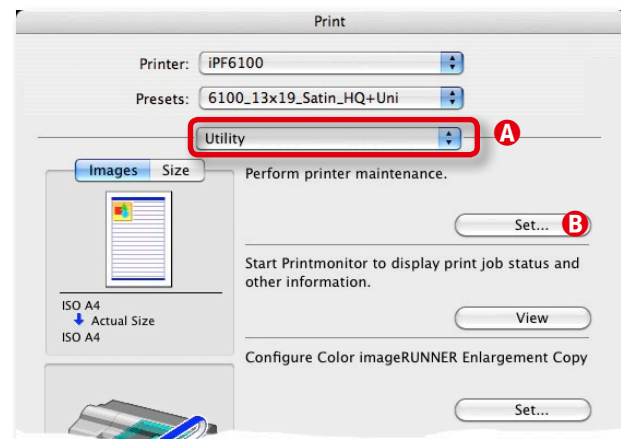 Print
Printer: iPF6100
Presets: 6100_13x19_Satin_HQ+Uni
Utility A
Images Size
Perform printer maintenance.
Set... B
Start Printmonitor to display print job status and
other information.
ISO A4
Actual Size
ISO A4
View
Configure Color imageRUNNER Enlargement Copy
Set...